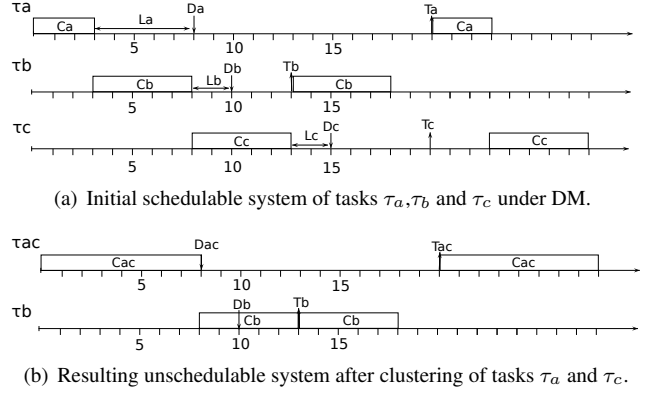 τa Ca La Da Ta Ca
5 10 15
τb Cb Lb Db Tb Cb
5 10 15
τc Cc Lc Dc Tc Cc
5 10 15
(a) Initial schedulable system of tasks τa,τb and τc under DM.
τac Cac Dac Tac Cac
5 10 15
τb Db Cb Tb Cb
5 10 15
(b) Resulting unschedulable system after clustering of tasks τa and τc.